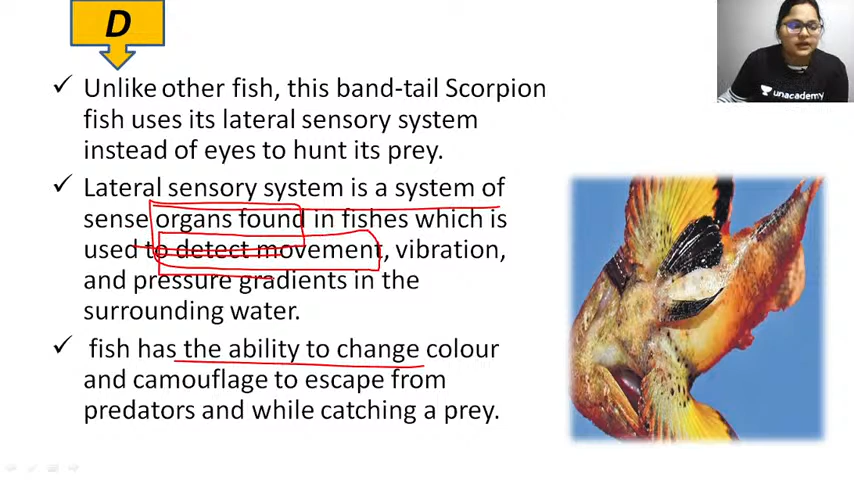 D
✓ Unlike other fish, this band-tail Scorpion
fish uses its lateral sensory system
instead of eyes to hunt its prey.
✓ Lateral sensory system is a system of
sense organs found in fishes which is
used to detect movement, vibration,
and pressure gradients in the
surrounding water.
✓ fish has the ability to change colour
and camouflage to escape from
predators and while catching a prey.
unacademy